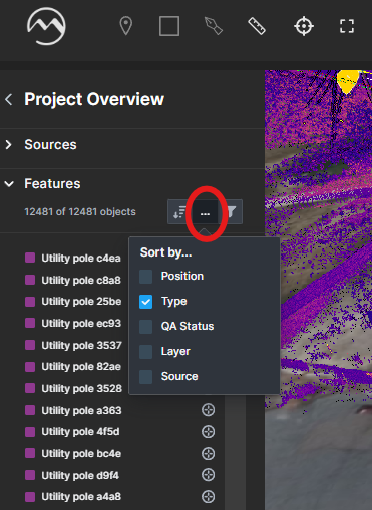 Project Overview
Sources
Features
12481 of 12481 objects
...
Sort by...
Position
Type
QA Status
Layer
Source
Utility pole c4ea
Utility pole c8a8
Utility pole 25be
Utility pole ec93
Utility pole 3537
Utility pole 82ae
Utility pole 3528
Utility pole a363
Utility pole 4f5d
Utility pole bc4e
Utility pole d9f4
Utility pole a4a8